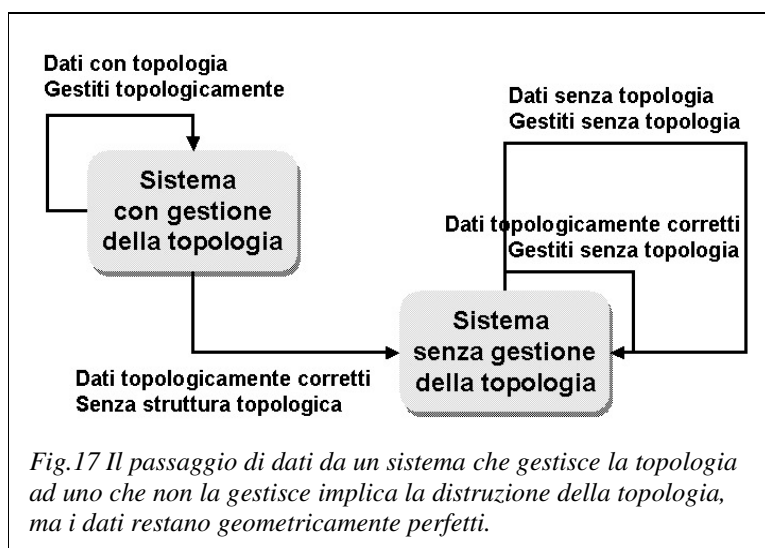 Dati con topologia
Gestiti topologicamente
Dati senza topologia
Gestiti senza topologia
Sistema
con gestione
della topologia
Dati topologicamente corretti
Gestiti senza topologia
Sistema
senza gestione
della topologia
Dati topologicamente corretti
Senza struttura topologica
Fig.17 Il passaggio di dati da un sistema che gestisce la topologia
ad uno che non la gestisce implica la distruzione della topologia,
ma i dati restano geometricamente perfetti.